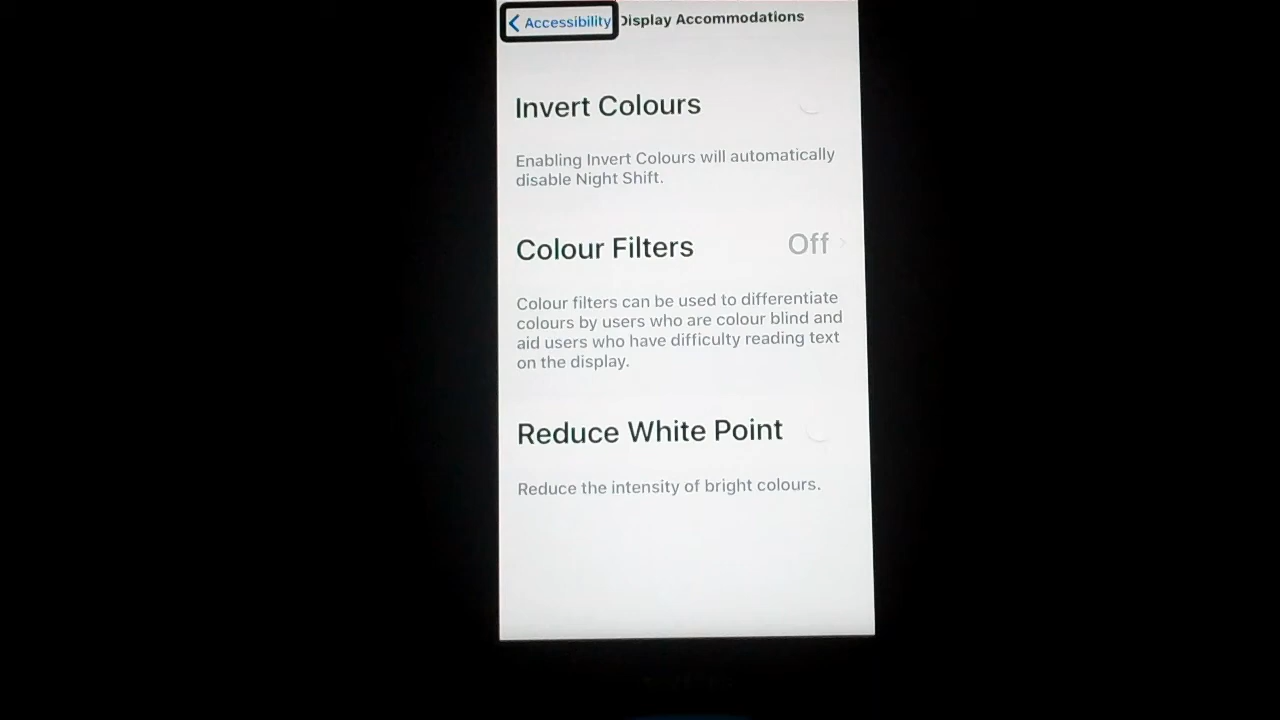 Accessibility Display Accommodations
Invert Colours
Enabling Invert Colours will automatically
disable Night Shift.
Colour Filters Off
Colour filters can be used to differentiate
colours by users who are colour blind and
aid users who have difficulty reading text
on the display.
Reduce White Point
Reduce the intensity of bright colours.